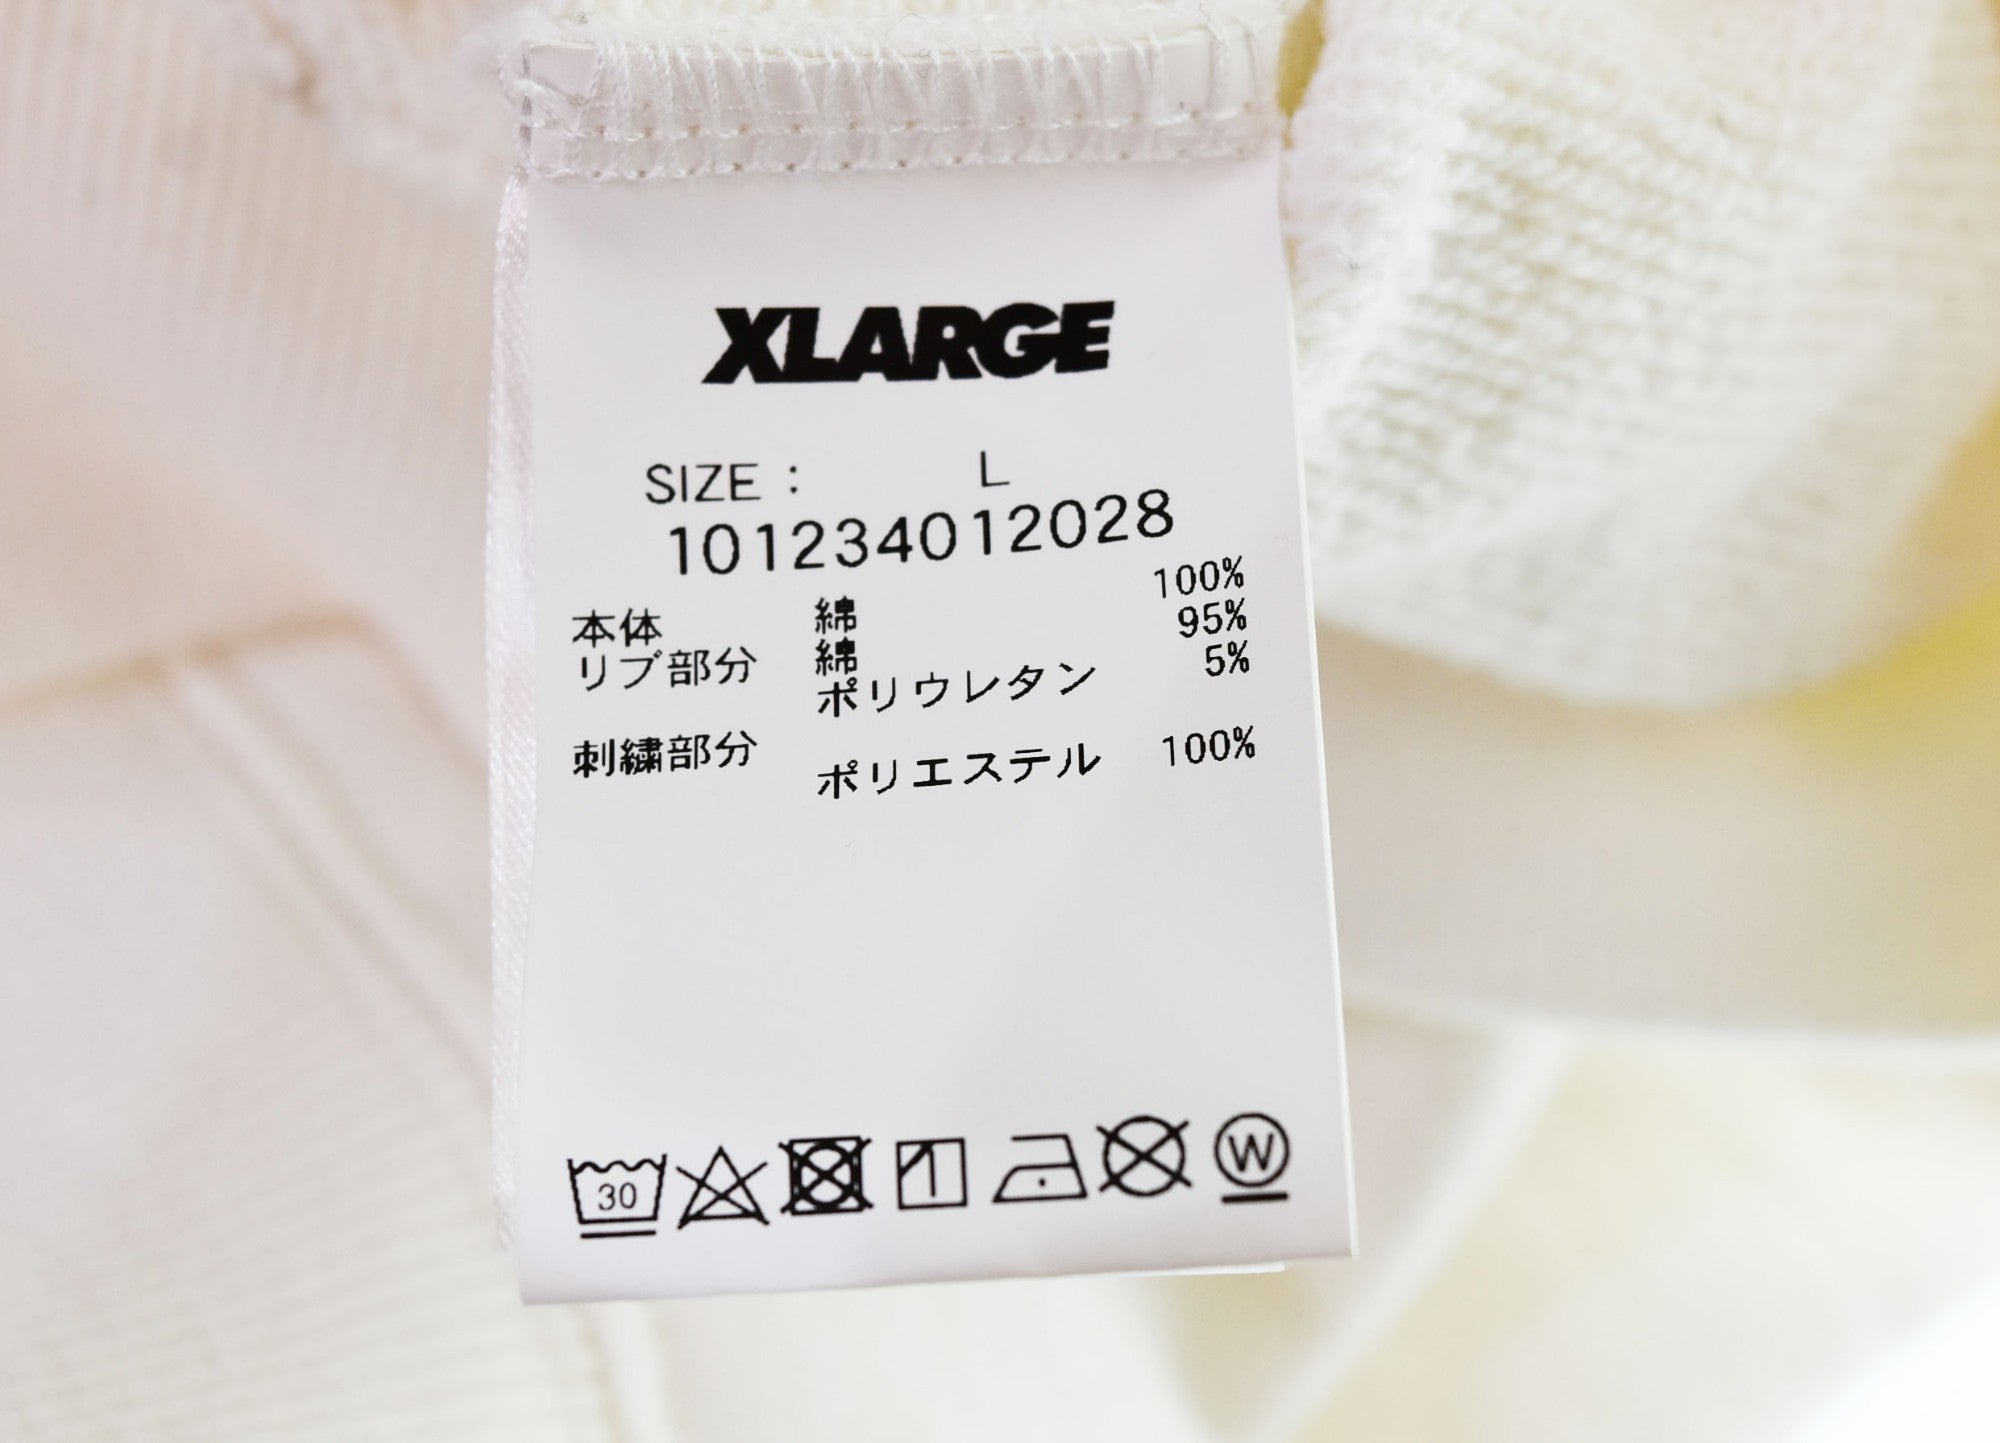 XLARGE
SIZE : L
101234012028
本体 綿 100%
リブ部分 綿 95%
ポリウレタン 5%
刺繍部分 ポリエステル 100%
30
W